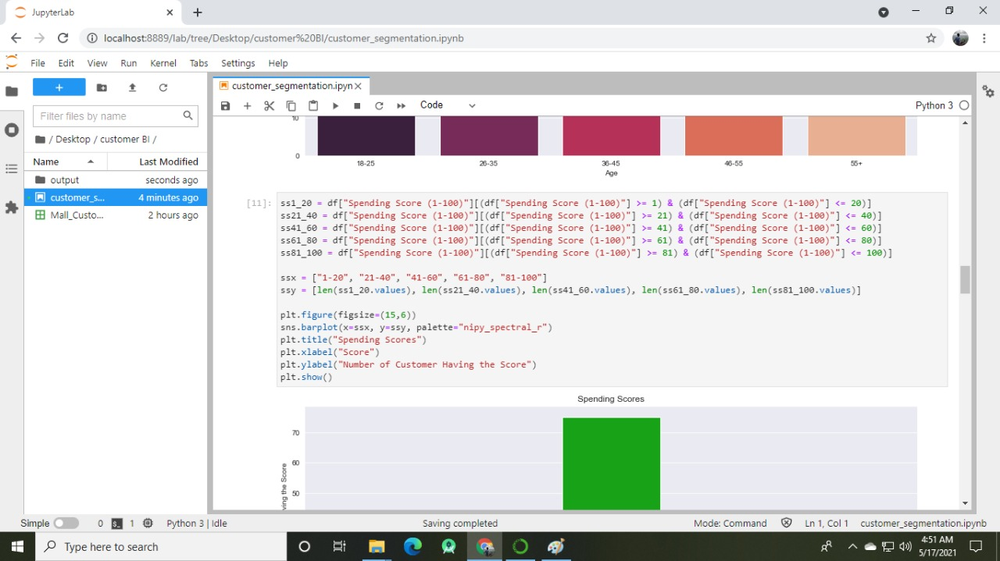 JupyterLab
localhost:8889/lab/tree/Desktop/customer%20BI/customer_segmentation.ipynb
File Edit View Run Kernel Tabs Settings Help
customer_segmentation.ipyn
Code
Python 3
Filter files by name
/ Desktop / customer BI /
Name Last Modified
output seconds ago
customer_s... 4 minutes ago
Mall_Custo... 2 hours ago
10
0
18-25 26-35 36-45 46-55 55+
Age
[11]:
ss1_20 = df["Spending Score (1-100)"][(df["Spending Score (1-100)"] >= 1) & (df["Spending Score (1-100)"] <= 20)]
ss21_40 = df["Spending Score (1-100)"][(df["Spending Score (1-100)"] >= 21) & (df["Spending Score (1-100)"] <= 40)]
ss41_60 = df["Spending Score (1-100)"][(df["Spending Score (1-100)"] >= 41) & (df["Spending Score (1-100)"] <= 60)]
ss61_80 = df["Spending Score (1-100)"][(df["Spending Score (1-100)"] >= 61) & (df["Spending Score (1-100)"] <= 80)]
ss81_100 = df["Spending Score (1-100)"][(df["Spending Score (1-100)"] >= 81) & (df["Spending Score (1-100)"] <= 100)]
ssx = ["1-20", "21-40", "41-60", "61-80", "81-100"]
ssy = [len(ss1_20.values), len(ss21_40.values), len(ss41_60.values), len(ss61_80.values), len(ss81_100.values)]
plt.figure(figsize=(15,6))
sns.barplot(x=ssx, y=ssy, palette="nipy_spectral_r")
plt.title("Spending Scores")
plt.xlabel("Score")
plt.ylabel("Number of Customer Having the Score")
plt.show()
Spending Scores
70
60
50
ving the Score
Simple 0 1 Python 3 | Idle Saving completed Mode: Command Ln 1, Col 1 customer_segmentation.ipynb
Type here to search
4:51 AM
5/17/2021